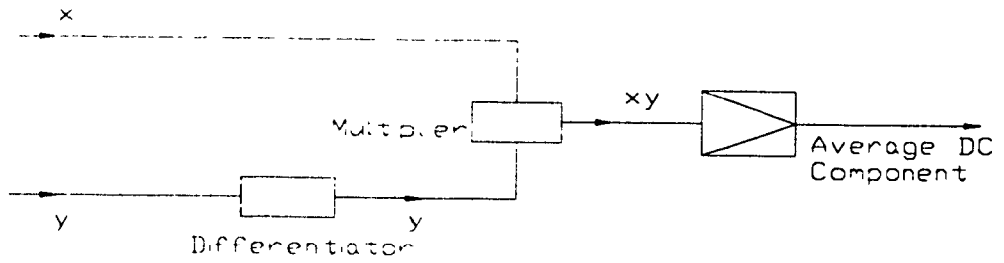 x
xy
Multiplier
Average DC
Component
y
y
Differentiator